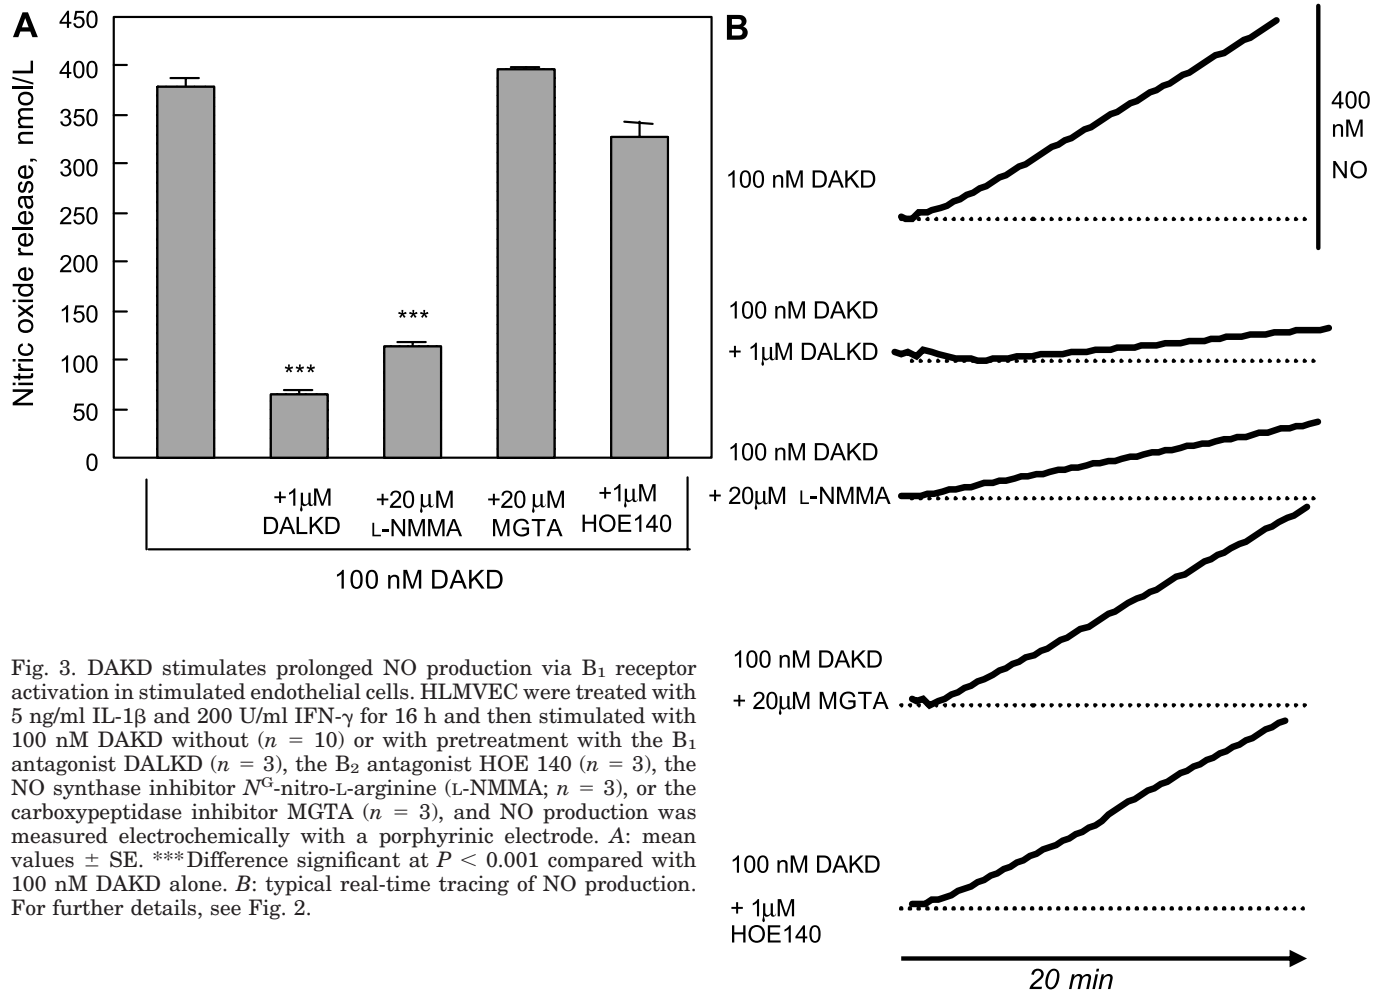 A
450
400
350
300
250
200
150
100
50
0
Nitric oxide release, nmol/L
***
***
+1μM
DALKD
+20 μM
L-NMMA
+20 μM
MGTA
+1μM
HOE140
100 nM DAKD
B
100 nM DAKD
400
nM
NO
100 nM DAKD
+ 1μM DALKD
100 nM DAKD
+ 20μM L-NMMA
100 nM DAKD
+ 20μM MGTA
100 nM DAKD
+ 1μM
HOE140
20 min
Fig. 3. DAKD stimulates prolonged NO production via B1 receptor
activation in stimulated endothelial cells. HLMVEC were treated with
5 ng/ml IL-1β and 200 U/ml IFN-γ for 16 h and then stimulated with
100 nM DAKD without (n = 10) or with pretreatment with the B1
antagonist DALKD (n = 3), the B2 antagonist HOE 140 (n = 3), the
NO synthase inhibitor NG-nitro-L-arginine (L-NMMA; n = 3), or the
carboxypeptidase inhibitor MGTA (n = 3), and NO production was
measured electrochemically with a porphyrinic electrode. A: mean
values ± SE. ***Difference significant at P < 0.001 compared with
100 nM DAKD alone. B: typical real-time tracing of NO production.
For further details, see Fig. 2.